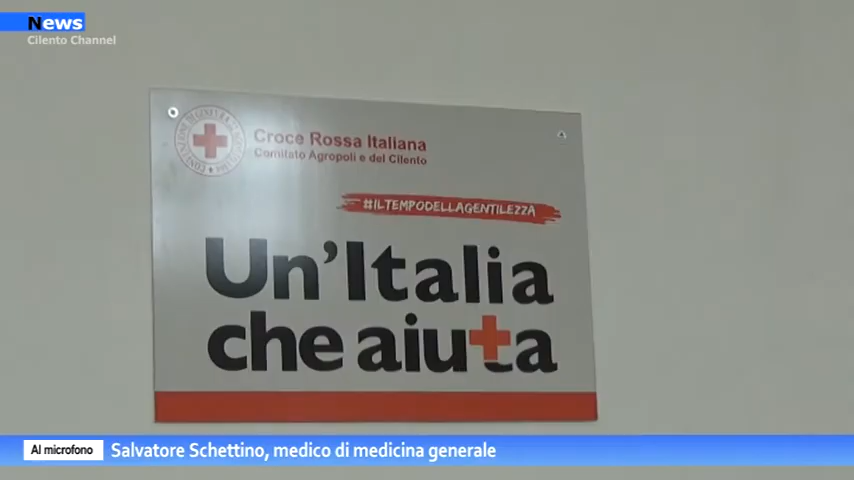 News
Cilento Channel
Croce Rossa Italiana
Comitato Agropoli e del Cilento
#ILTEMPODELLAGENTILEZZA
Un'Italia
che aiuta
Al microfono
Salvatore Schettino, medico di medicina generale